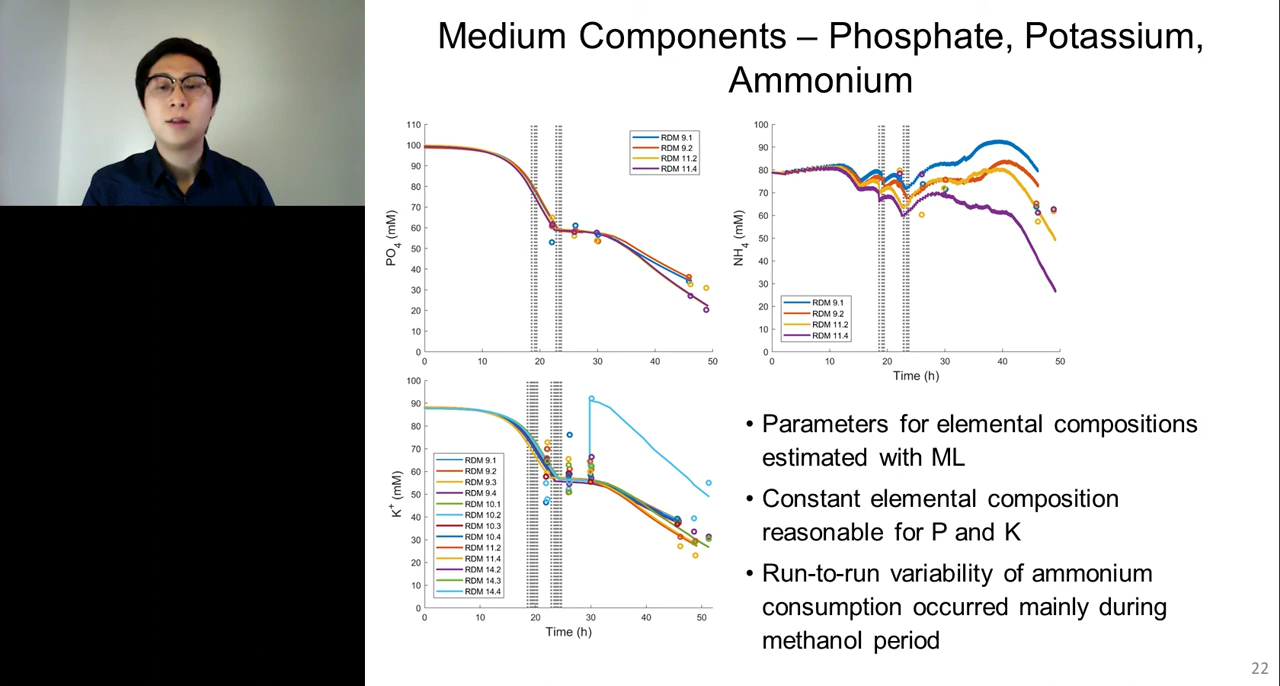 Medium Components – Phosphate, Potassium,
Ammonium
110
100
90
80
70
60
50
40
30
20
10
0
PO4 (mM)
0 10 20 30 40 50
RDM 9.1
RDM 9.2
RDM 11.2
RDM 11.4
100
90
80
70
60
50
40
30
20
10
0
NH4 (mM)
RDM 9.1
RDM 9.2
RDM 11.2
RDM 11.4
0 10 20 30 40 50
Time (h)
100
90
80
70
60
50
40
30
20
10
0
K+ (mM)
RDM 9.1
RDM 9.2
RDM 9.3
RDM 9.4
RDM 10.1
RDM 10.2
RDM 10.3
RDM 10.4
RDM 11.2
RDM 11.4
RDM 14.2
RDM 14.3
RDM 14.4
0 10 20 30 40 50
Time (h)
• Parameters for elemental compositions
estimated with ML
• Constant elemental composition
reasonable for P and K
• Run-to-run variability of ammonium
consumption occurred mainly during
methanol period
22